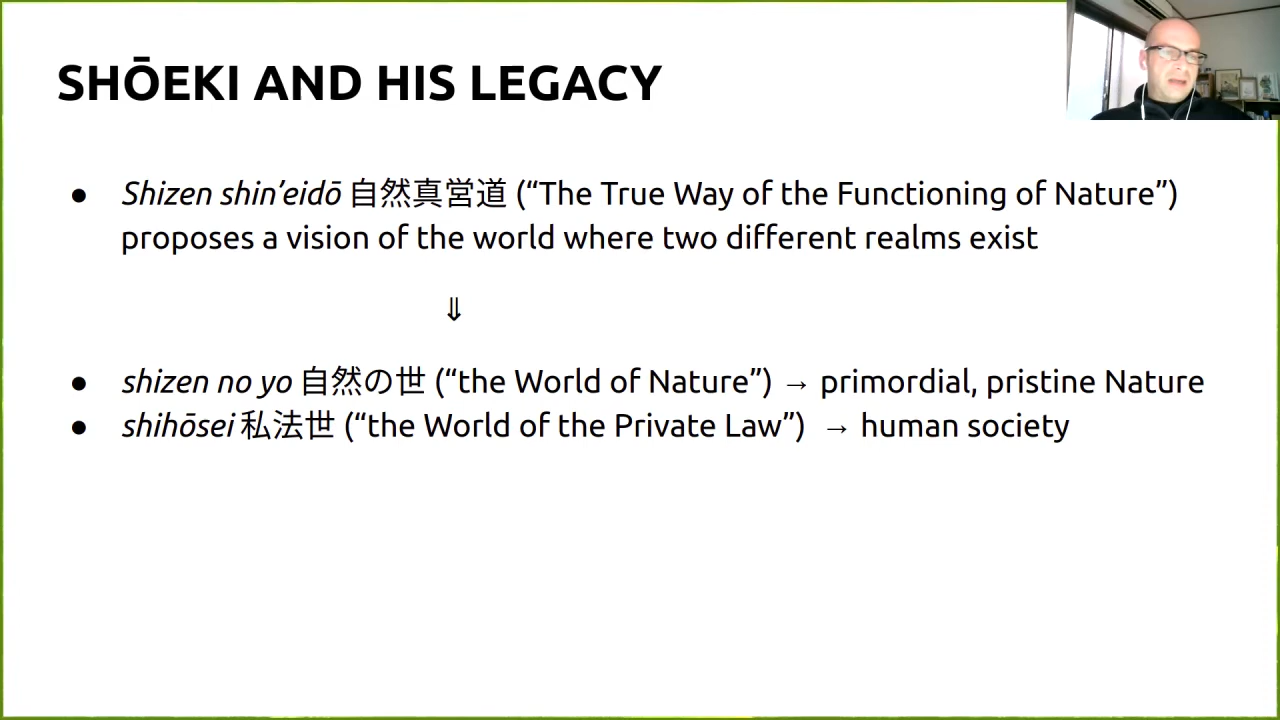 SHŌEKI AND HIS LEGACY
● Shizen shin’eidō 自然真営道 (“The True Way of the Functioning of Nature”)
proposes a vision of the world where two different realms exist
⇓
● shizen no yo 自然の世 (“the World of Nature”) → primordial, pristine Nature
● shihōsei 私法世 (“the World of the Private Law”) → human society